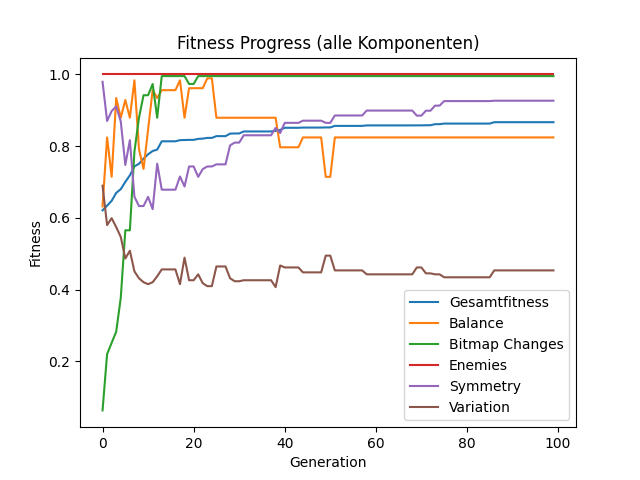 Fitness Progress (alle Komponenten)
Fitness
1.0
0.8
0.6
0.4
0.2
0
20
40
60
80
100
Generation
Gesamtfitness
Balance
Bitmap Changes
Enemies
Symmetry
Variation